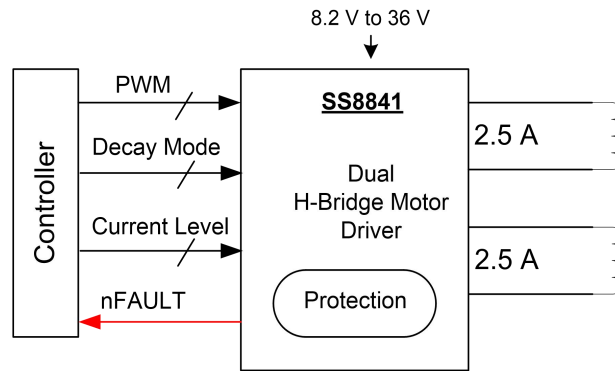 8.2 V to 36 V
Controller
PWM
Decay Mode
Current Level
nFAULT
SS8841
Dual
H-Bridge Motor
Driver
Protection
2.5 A
2.5 A